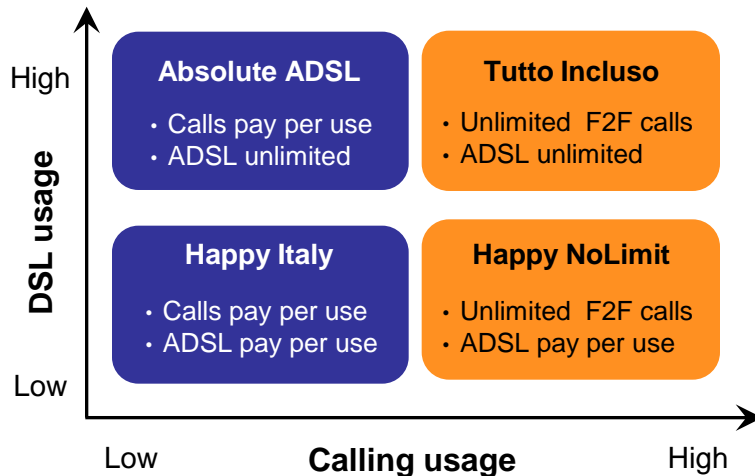 High
Absolute ADSL
• Calls pay per use
• ADSL unlimited
Tutto Incluso
• Unlimited F2F calls
• ADSL unlimited
DSL usage
Happy Italy
• Calls pay per use
• ADSL pay per use
Happy NoLimit
• Unlimited F2F calls
• ADSL pay per use
Low
Low
Calling usage
High